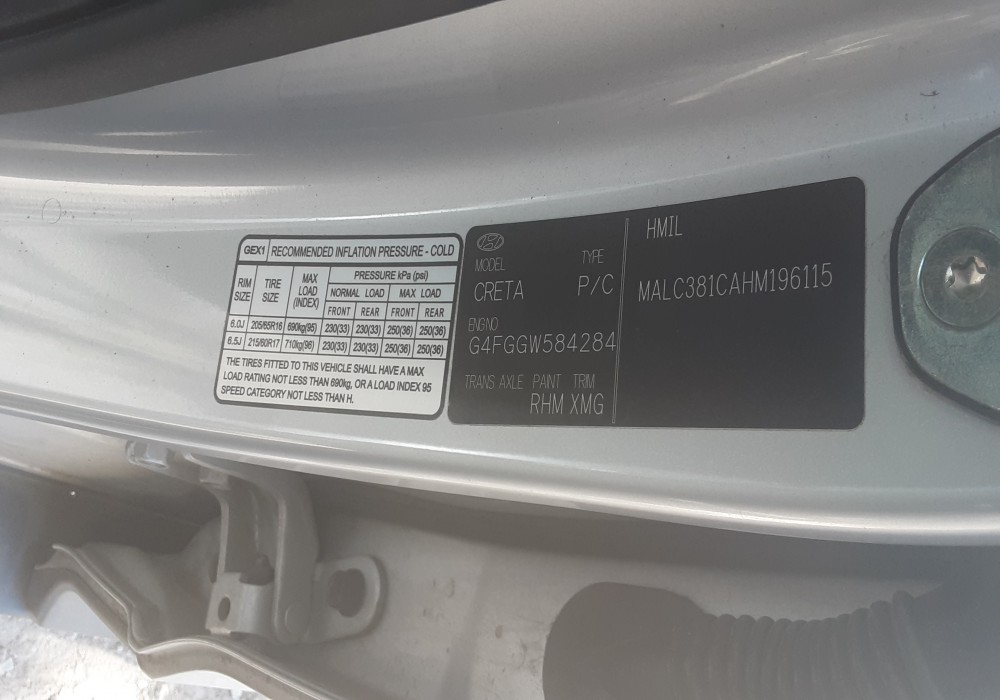 GEX1 RECOMMENDED INFLATION PRESSURE - COLD
RIM SIZE TIRE SIZE MAX LOAD (INDEX) PRESSURE kPa (psi)
NORMAL LOAD MAX LOAD
FRONT REAR FRONT REAR
6.0J 205/65R16 690kg(95) 230(33) 230(33) 250(36) 250(36)
6.5J 215/60R17 710kg(96) 230(33) 230(33) 250(36) 250(36)
THE TIRES FITTED TO THIS VEHICLE SHALL HAVE A MAX
LOAD RATING NOT LESS THAN 690kg, OR A LOAD INDEX 95
SPEED CATEGORY NOT LESS THAN H.
MODEL TYPE
CRETA P/C
ENG NO
G4FGGW584284
TRANS AXLE PAINT TRIM
RHM XMG
HMIL
MALC381CAHM196115